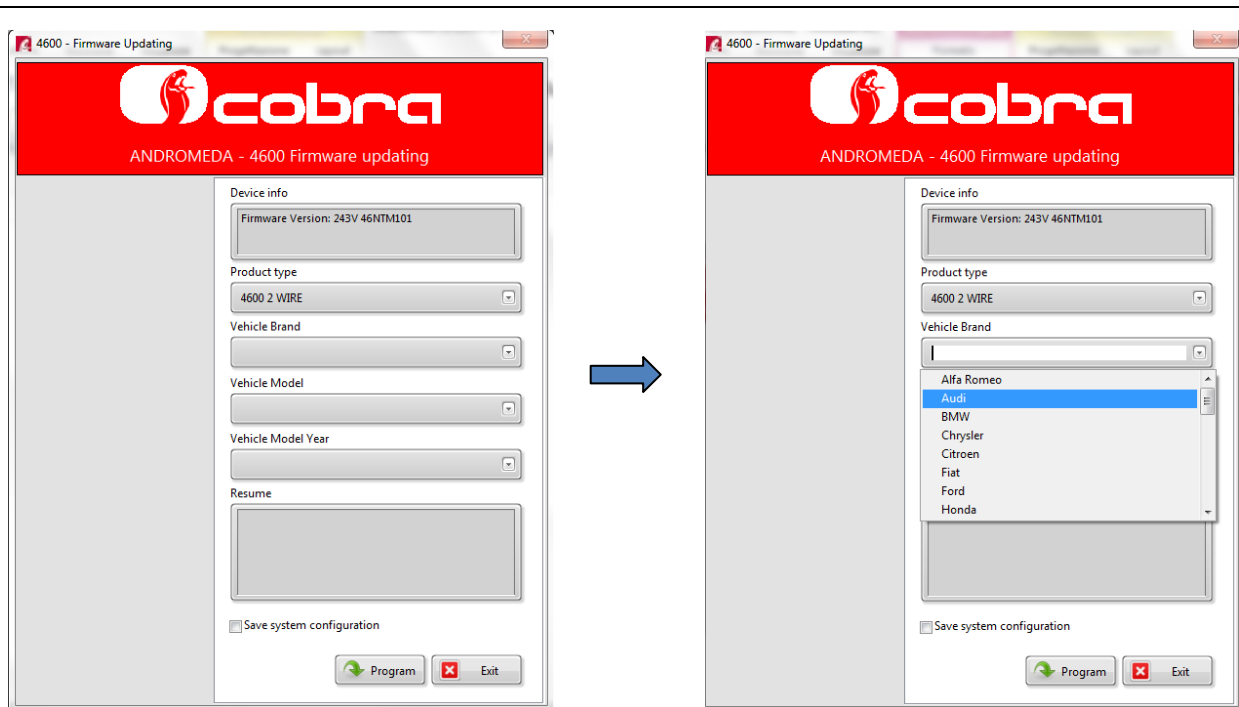 4600 - Firmware Updating
cobra
ANDROMEDA - 4600 Firmware updating
Device info
Firmware Version: 243V 46NTM101
Product type
4600 2 WIRE
Vehicle Brand
Vehicle Model
Vehicle Model Year
Resume
Save system configuration
Program
Exit
4600 - Firmware Updating
cobra
ANDROMEDA - 4600 Firmware updating
Device info
Firmware Version: 243V 46NTM101
Product type
4600 2 WIRE
Vehicle Brand
Alfa Romeo
Audi
BMW
Chrysler
Citroen
Fiat
Ford
Honda
Save system configuration
Program
Exit